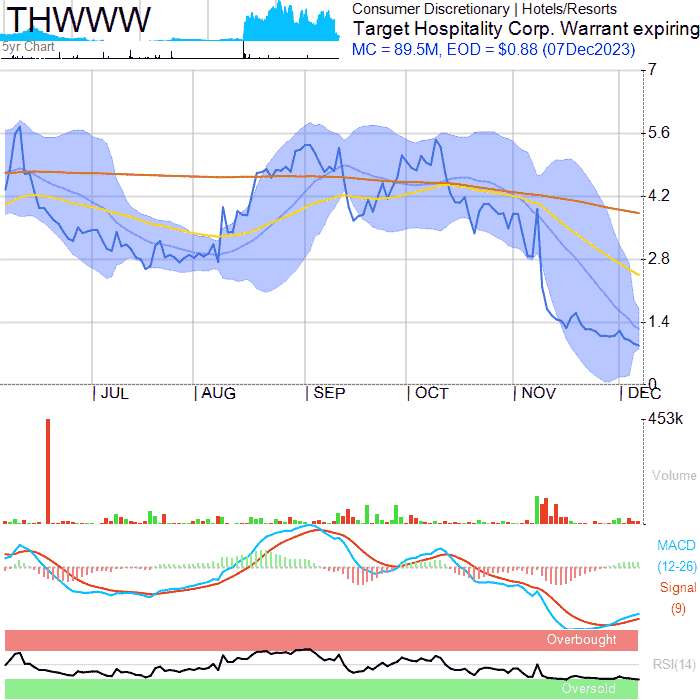 THWWW
5yr Chart
Consumer Discretionary | Hotels/Resorts
Target Hospitality Corp. Warrant expiring
MC = 89.5M, EOD = $0.88 (07Dec2023)
7
5.6
4.2
2.8
1.4
0
JUL AUG SEP OCT NOV DEC
453k
Volume
MACD
(12-26)
Signal
(9)
Overbought
RSI(14)
Oversold